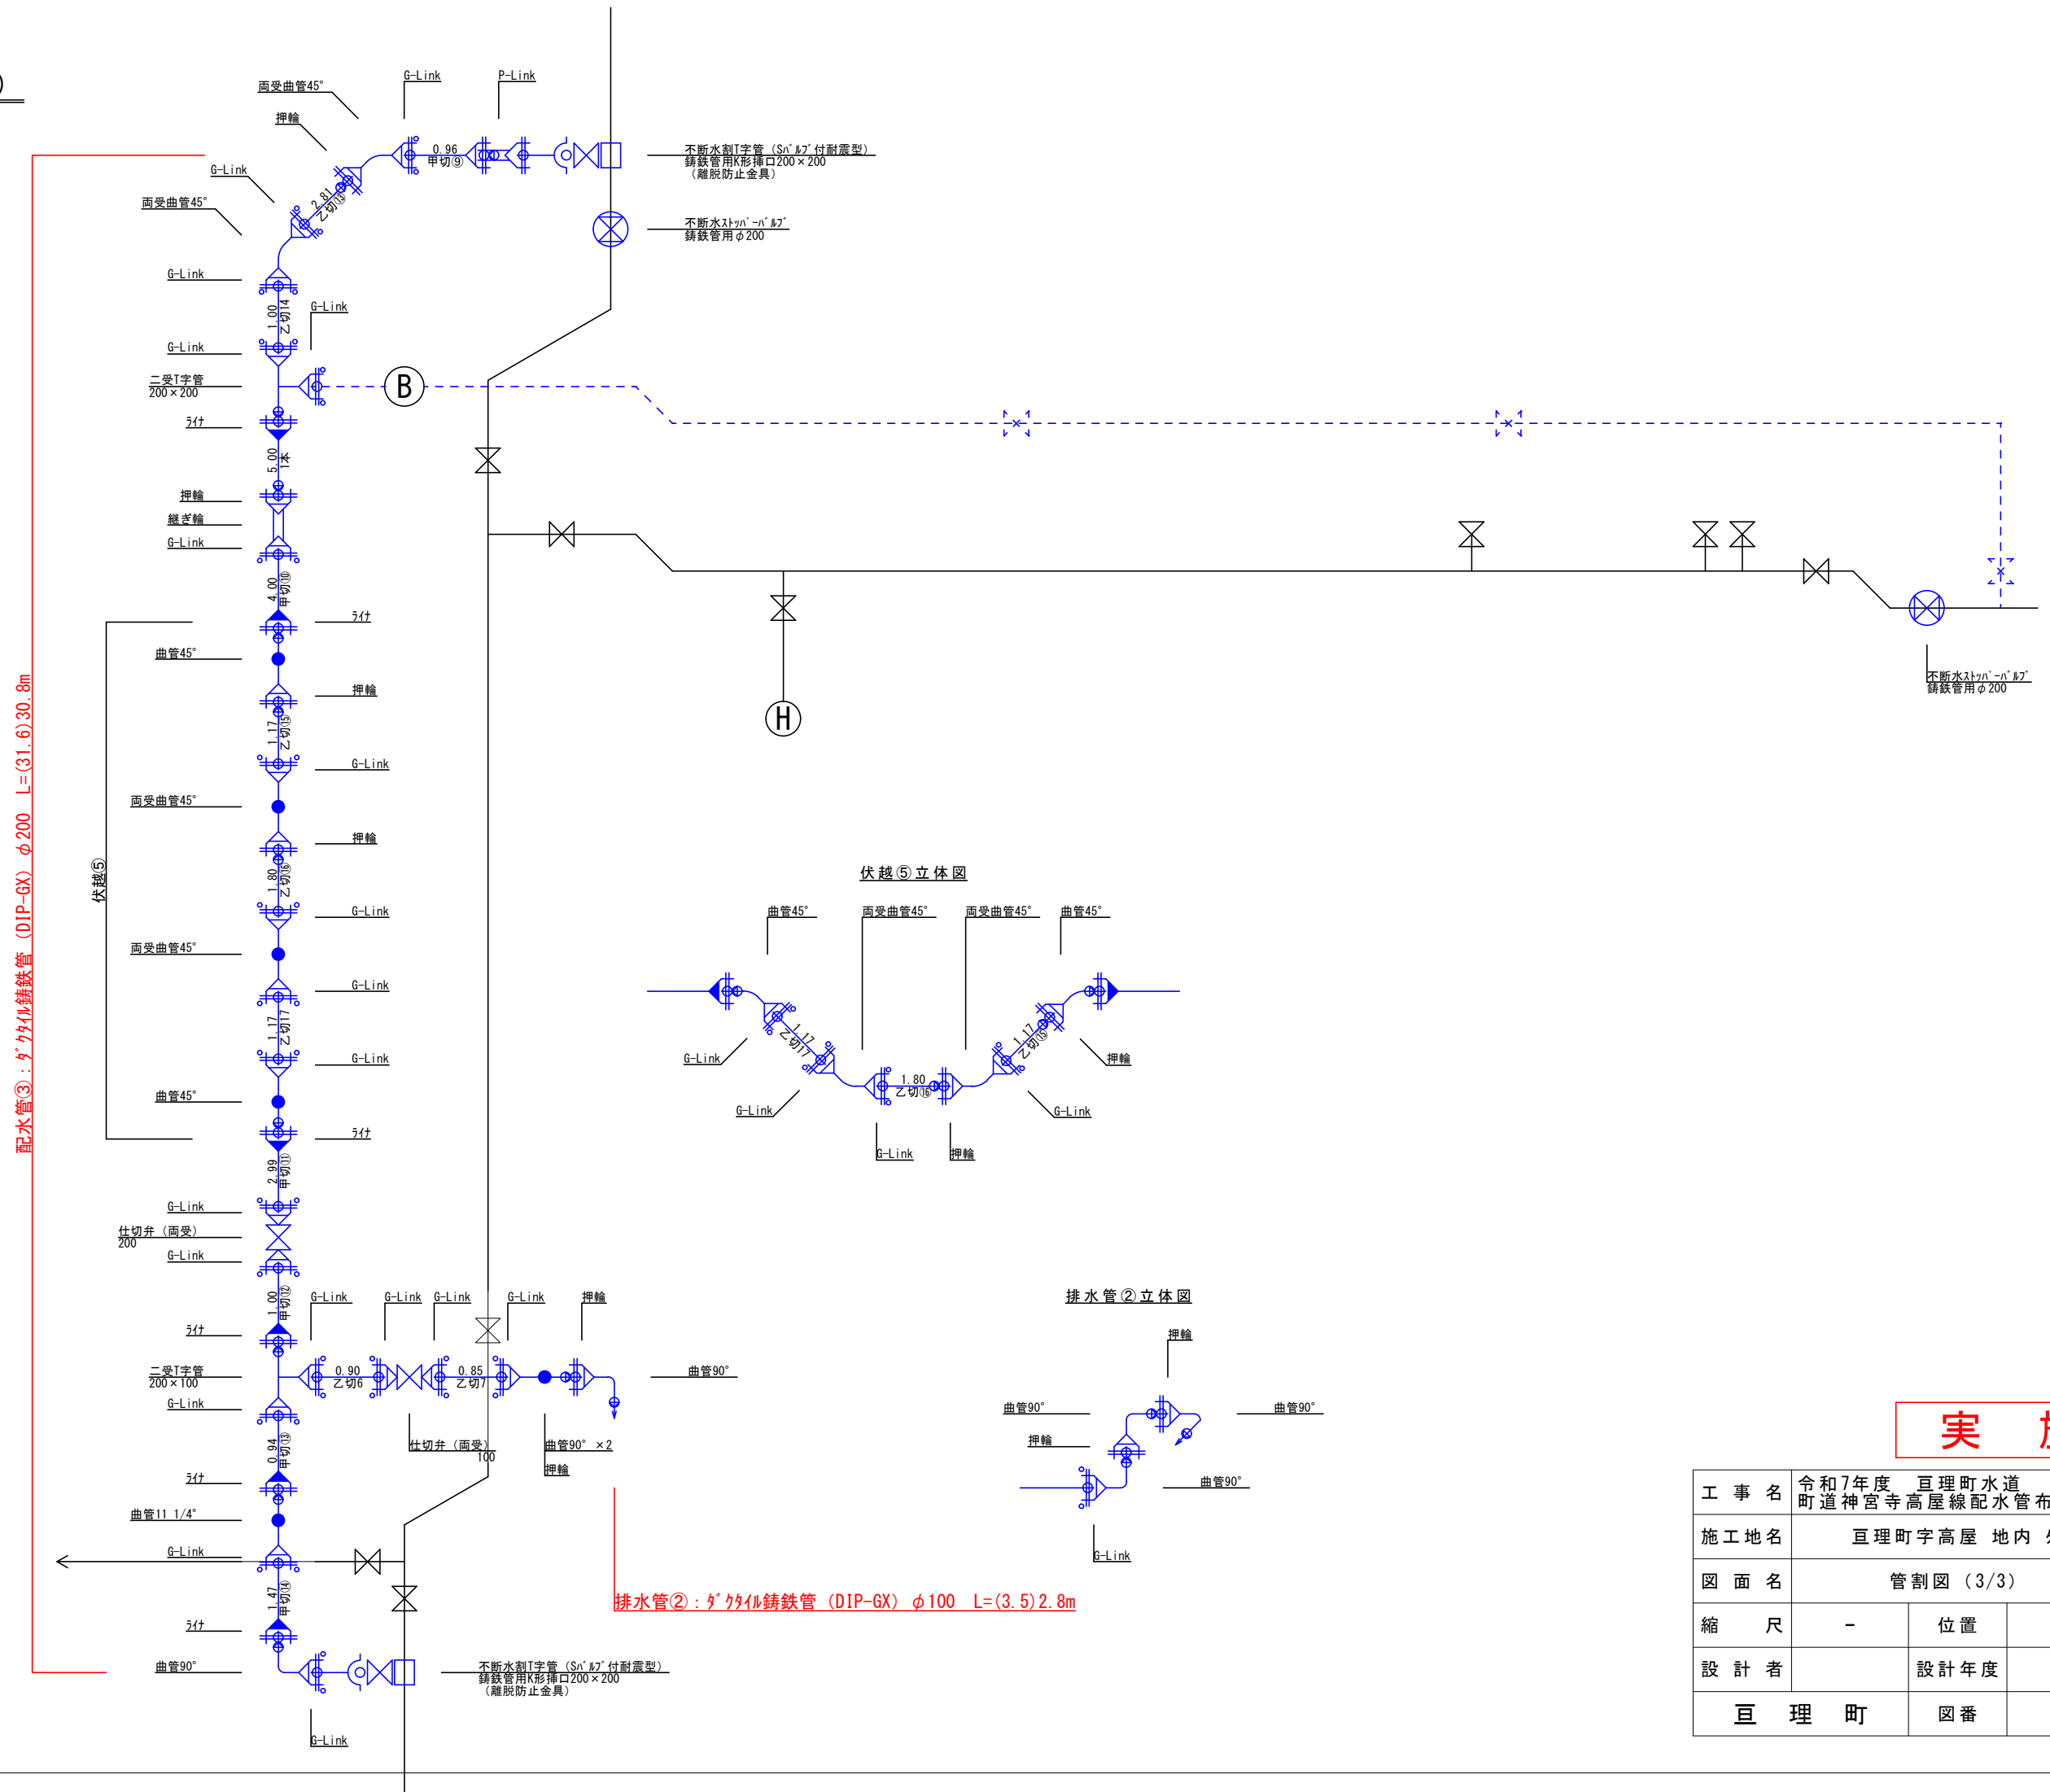 )
両受曲管45°
押輪
G-Link
P-Link
0.96
甲切⑨
不断水割T字管（Sﾊﾞﾙﾌﾞ付耐震型）
鋳鉄管用K形挿口200×200
（離脱防止金具）
G-Link
両受曲管45°
2.81
乙切⑬
不断水ｽﾄｯﾊﾟｰﾊﾞﾙﾌﾞ
鋳鉄管用φ200
G-Link
1.00
乙切14
G-Link
G-Link
二受T字管
200×200
B
ﾗｲﾅ
5.00
1本
押輪
継ぎ輪
G-Link
4.00
甲切⑩
ﾗｲﾅ
曲管45°
押輪
H
不断水ｽﾄｯﾊﾟｰﾊﾞﾙﾌﾞ
鋳鉄管用φ200
1.17
乙切⑮
G-Link
両受曲管45°
押輪
伏越⑤
1.80
乙切⑯
G-Link
両受曲管45°
G-Link
1.17
乙切17
G-Link
曲管45°
ﾗｲﾅ
配水管③：ﾀﾞｸﾀｲﾙ鋳鉄管（DIP-GX）φ200　L=(31.6)30.8m
2.99
甲切⑪
伏越⑤立体図
曲管45°
両受曲管45°
両受曲管45°
曲管45°
1.17
乙切17
1.17
乙切⑮
G-Link
押輪
1.80
乙切⑯
G-Link
G-Link
G-Link
押輪
G-Link
仕切弁（両受）
200
G-Link
1.00
甲切⑫
ﾗｲﾅ
G-Link
G-Link
G-Link
G-Link
押輪
二受T字管
200×100
0.90
乙切6
0.85
乙切7
曲管90°
G-Link
仕切弁（両受）
100
曲管90°×2
押輪
0.94
甲切⑬
ﾗｲﾅ
曲管11 1/4°
G-Link
1.47
甲切⑭
ﾗｲﾅ
曲管90°
不断水割T字管（Sﾊﾞﾙﾌﾞ付耐震型）
鋳鉄管用K形挿口200×200
（離脱防止金具）
G-Link
排水管②：ﾀﾞｸﾀｲﾙ鋳鉄管（DIP-GX）φ100　L=(3.5)2.8m
排水管②立体図
押輪
曲管90°
曲管90°
押輪
曲管90°
G-Link
実
工事名　令和7年度　亘理町水道
町道神宮寺高屋線配水管布
施工地名　亘理町字高屋 地内
図面名　管割図（3/3）
縮尺　-　位置
設計者　設計年度
亘理町　図番